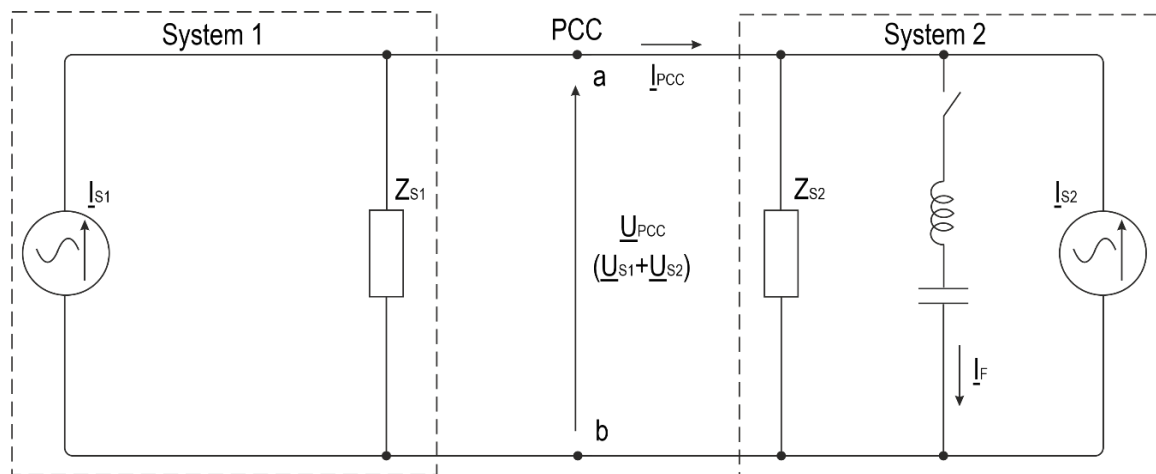 System 1
PCC
System 2
a
I_PCC
I_S1
Z_S1
U_PCC
(U_S1+U_S2)
Z_S2
I_S2
I_F
b